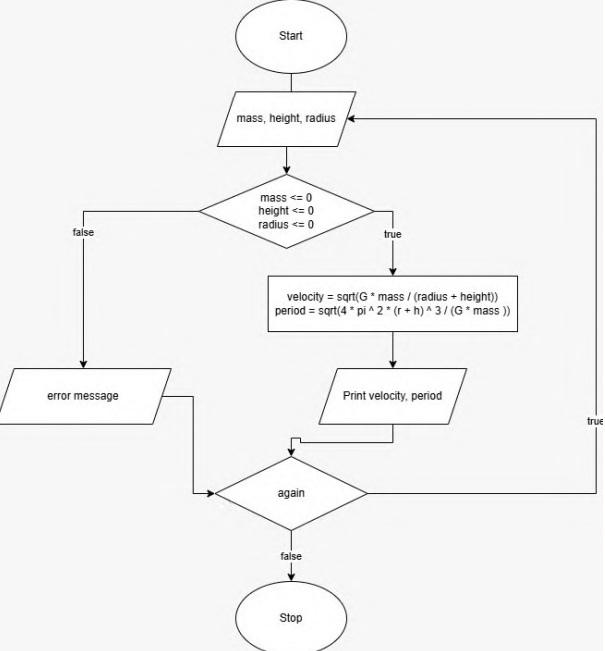 Start
mass, height, radius
mass <= 0
height <= 0
radius <= 0
false
true
velocity = sqrt(G * mass / (radius + height))
period = sqrt(4 * pi ^ 2 * (r + h) ^ 3 / (G * mass ))
error message
Print velocity, period
true
again
false
Stop